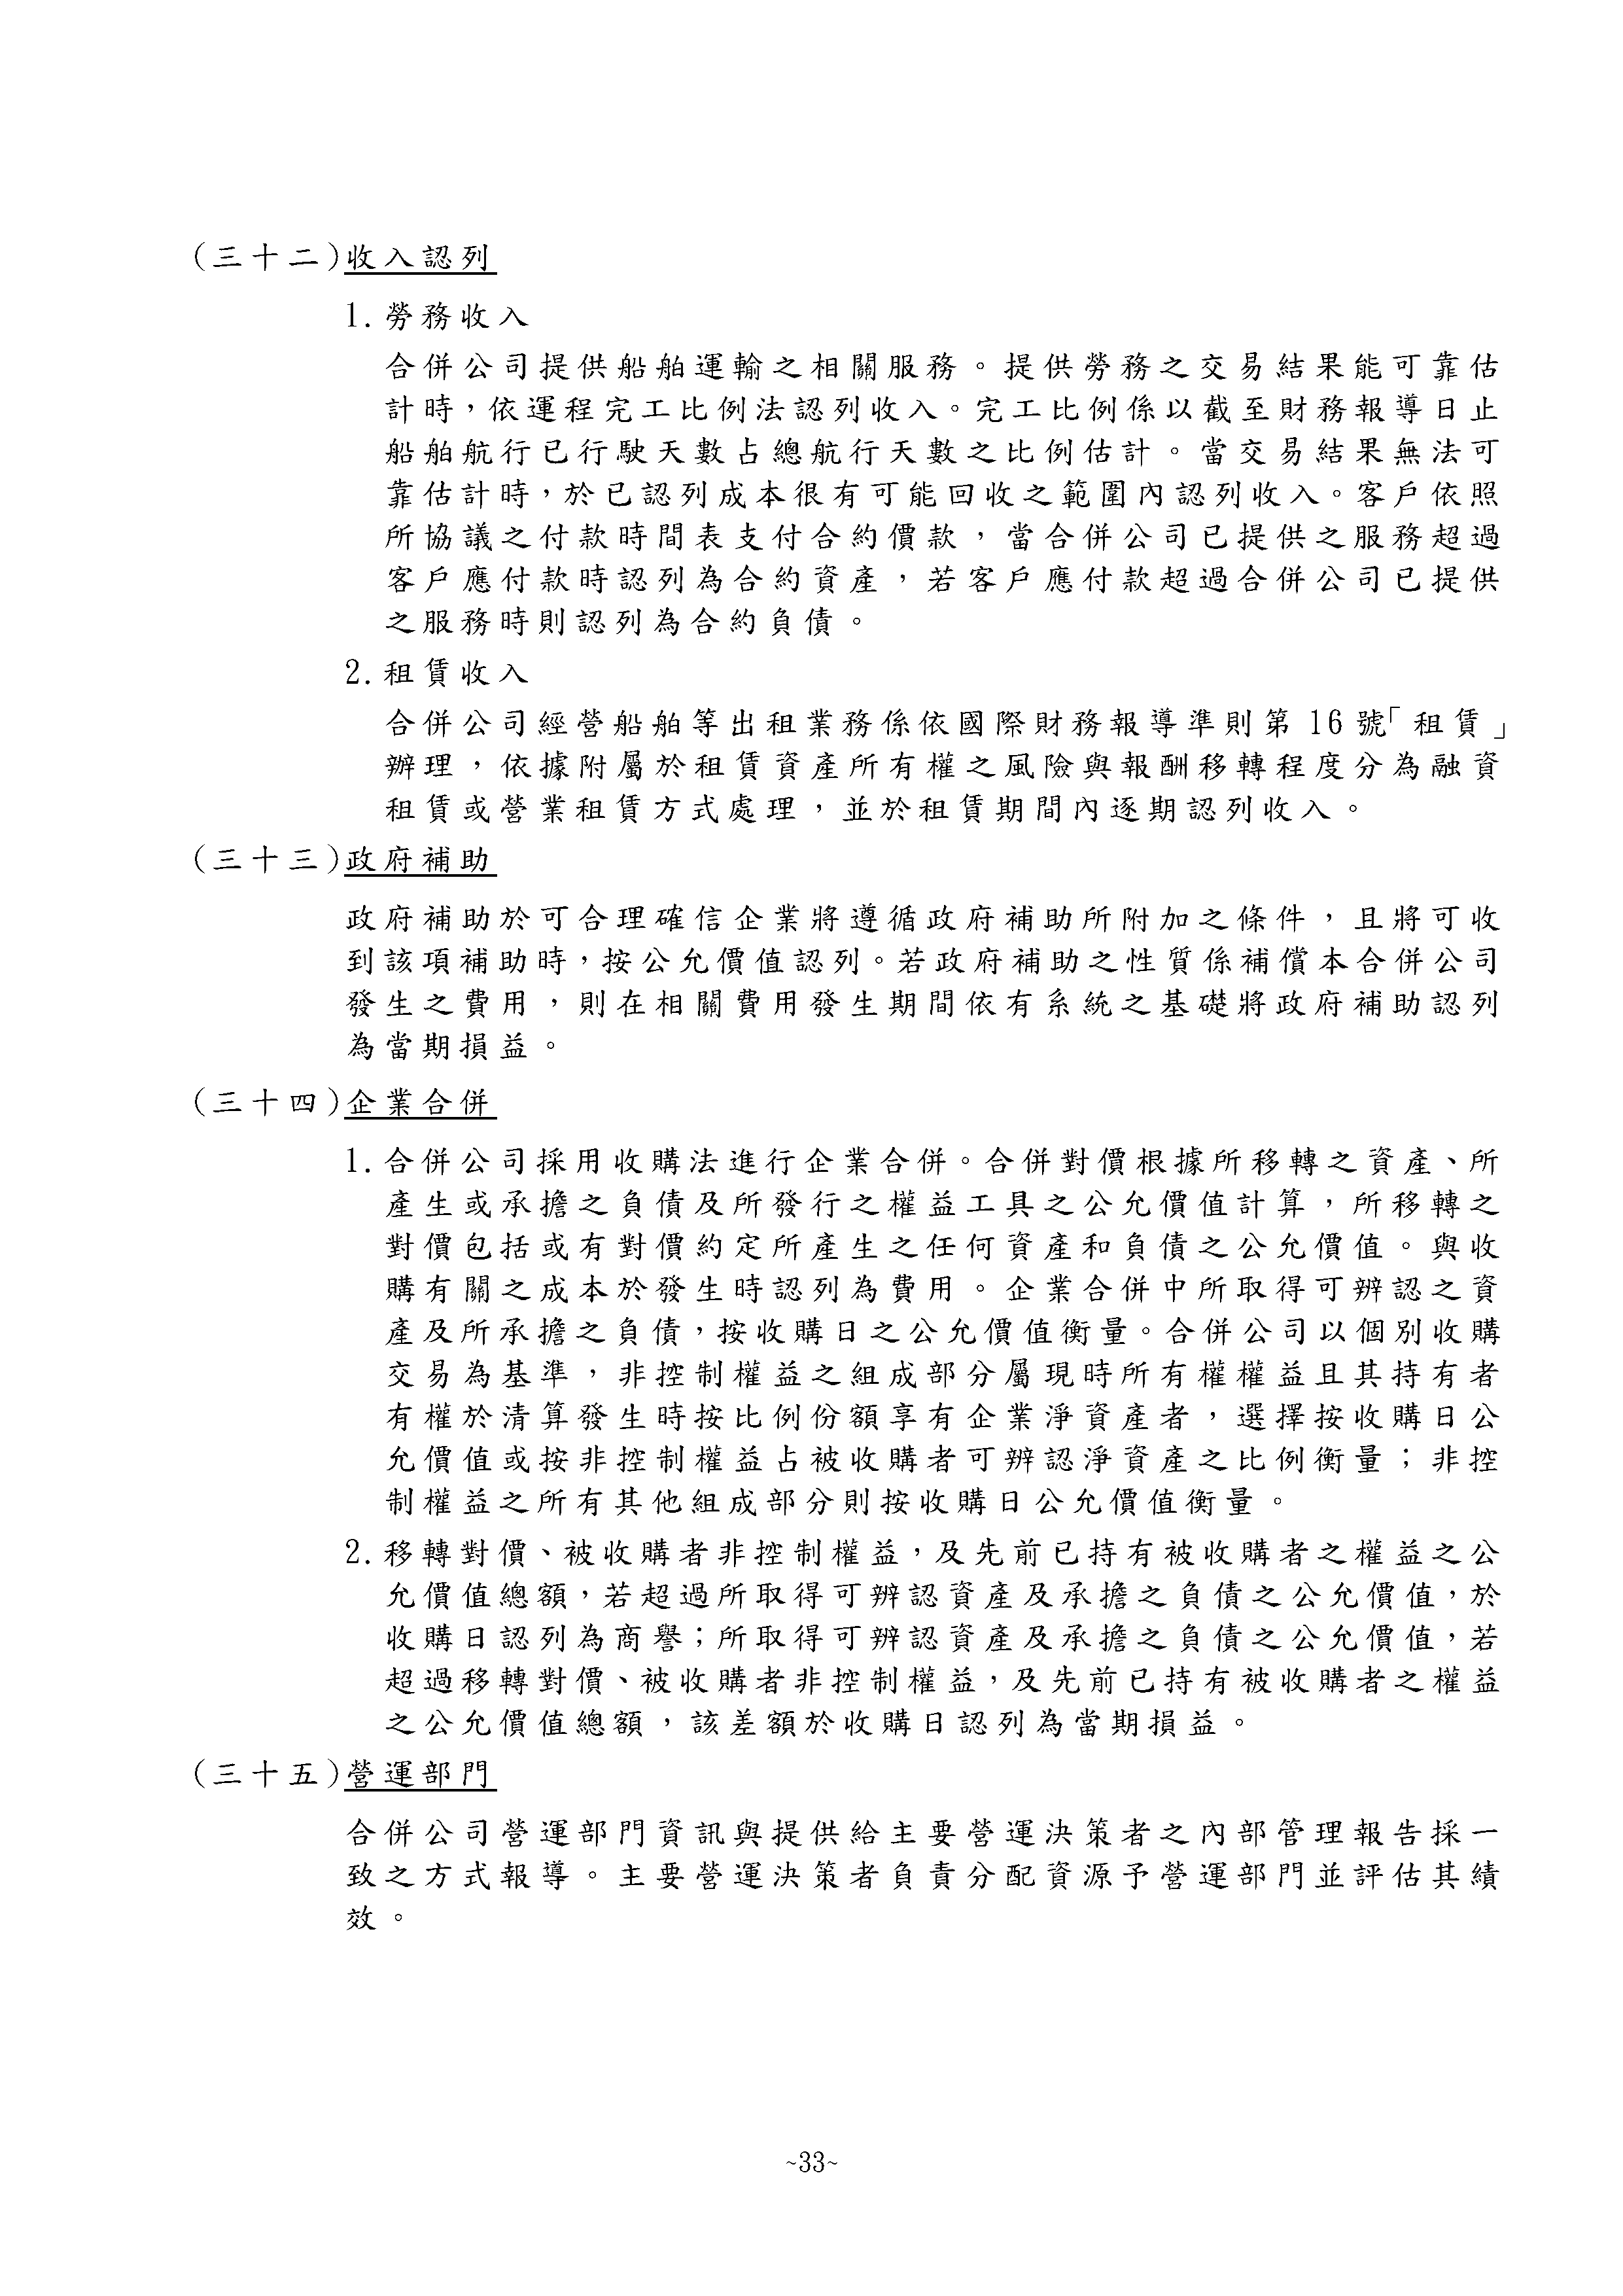 (三十二)收入認列
1.勞務收入
合併公司提供船舶運輸之相關服務。提供勞務之交易結果能可靠估
計時，依運程完工比例法認列收入。完工比例係以截至財務報導日止
船舶航行已行駛天數占總航行天數之比例估計。當交易結果無法可
靠估計時，於已認列成本很有可能回收之範圍內認列收入。客戶依照
所協議之付款時間表支付合約價款，當合併公司已提供之服務超過
客戶應付款時認列為合約資產，若客戶應付款超過合併公司已提供
之服務時則認列為合約負債。
2.租賃收入
合併公司經營船舶等出租業務係依國際財務報導準則第 16 號「租賃」
辦理，依據附屬於租賃資產所有權之風險與報酬移轉程度分為融資
租賃或營業租賃方式處理，並於租賃期間內逐期認列收入。
(三十三)政府補助
政府補助於可合理確信企業將遵循政府補助所附加之條件，且將可收
到該項補助時，按公允價值認列。若政府補助之性質係補償本合併公司
發生之費用，則在相關費用發生期間依有系統之基礎將政府補助認列
為當期損益。
(三十四)企業合併
1.合併公司採用收購法進行企業合併。合併對價根據所移轉之資產、所
產生或承擔之負債及所發行之權益工具之公允價值計算，所移轉之
對價包括或有對價約定所產生之任何資產和負債之公允價值。與收
購有關之成本於發生時認列為費用。企業合併中所取得可辨認之資
產及所承擔之負債，按收購日之公允價值衡量。合併公司以個別收購
交易為基準，非控制權益之組成部分屬現時所有權權益且其持有者
有權於清算發生時按比例份額享有企業淨資產者，選擇按收購日公
允價值或按非控制權益占被收購者可辨認淨資產之比例衡量；非控
制權益之所有其他組成部分則按收購日公允價值衡量。
2.移轉對價、被收購者非控制權益，及先前已持有被收購者之權益之公
允價值總額，若超過所取得可辨認資產及承擔之負債之公允價值，於
收購日認列為商譽；所取得可辨認資產及承擔之負債之公允價值，若
超過移轉對價、被收購者非控制權益，及先前已持有被收購者之權益
之公允價值總額，該差額於收購日認列為當期損益。
(三十五)營運部門
合併公司營運部門資訊與提供給主要營運決策者之內部管理報告採一
致之方式報導。主要營運決策者負責分配資源予營運部門並評估其績
效。
~33~